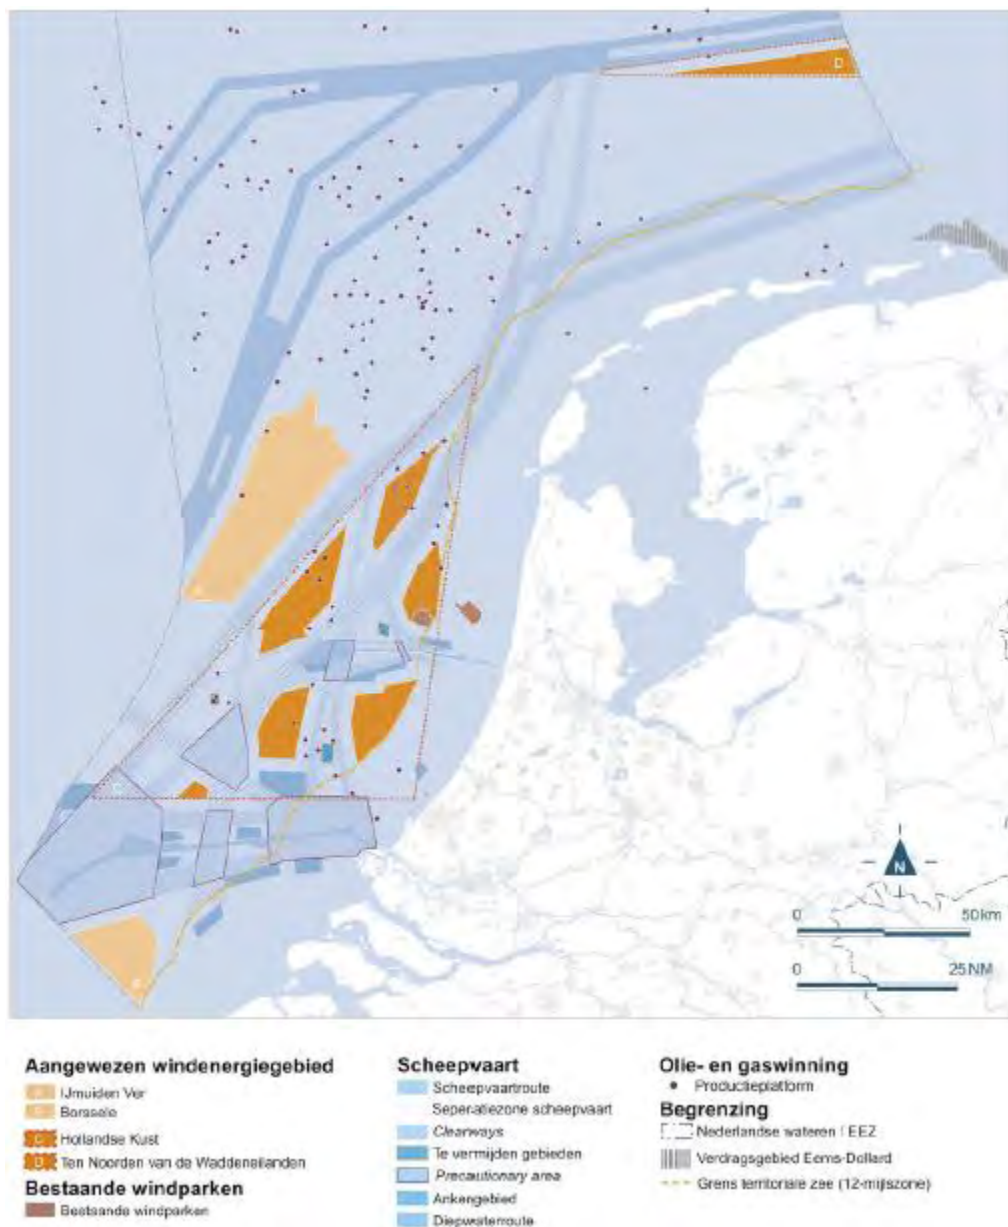 D
C
N
0 50km
0 25NM
Aangewezen windenergiegebied
IJmuiden Ver
Borssele
C Hollandse Kust
D Ten Noorden van de Waddeneilanden
Bestaande windparken
Bestaande windparken
Scheepvaart
Scheepvaartroute
Seperatiezone scheepvaart
Clearways
Te vermijden gebieden
Precautionary area
Ankergebied
Diepwaterroute
Olie- en gaswinning
Productieplatform
Begrenzing
Nederlandse wateren / EEZ
Verdragsgebied Eems-Dollard
Grens territoriale zee (12-mijlszone)